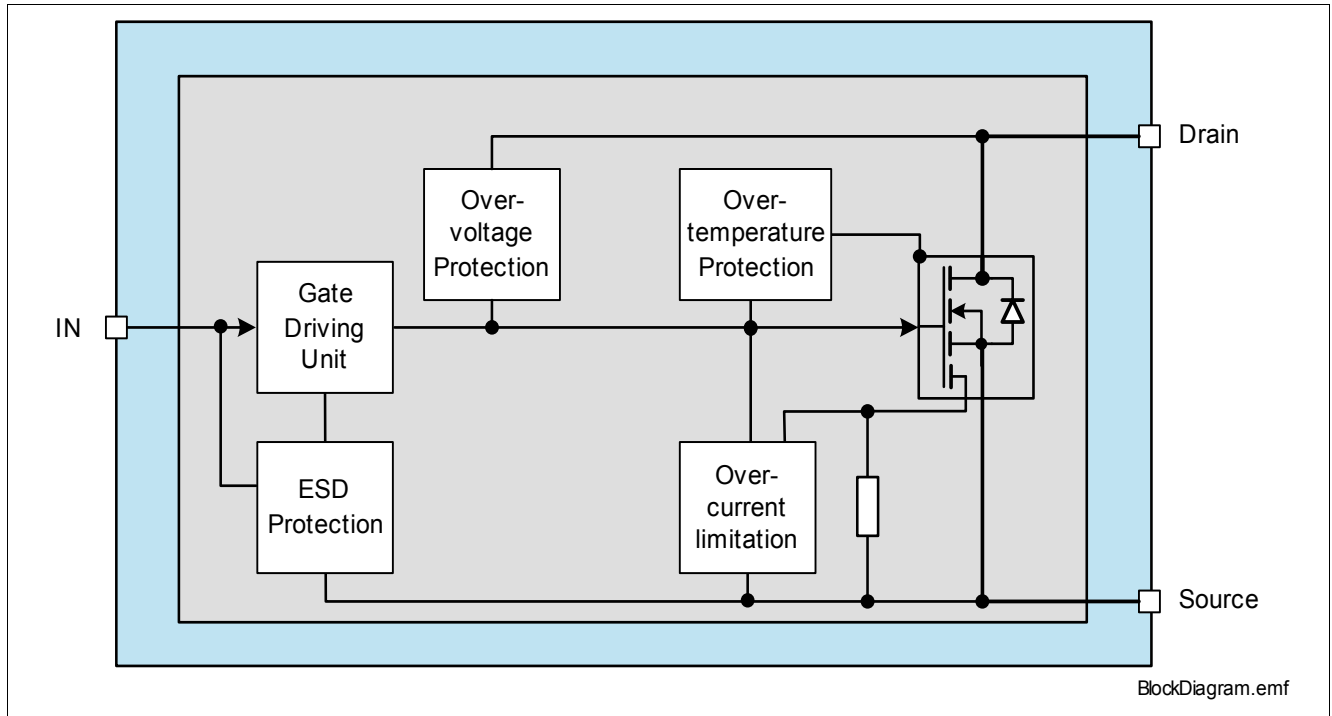 Drain
Over-
voltage
Protection
Over-
temperature
Protection
Gate
Driving
Unit
IN
ESD
Protection
Over-
current
limitation
Source
BlockDiagram.emf